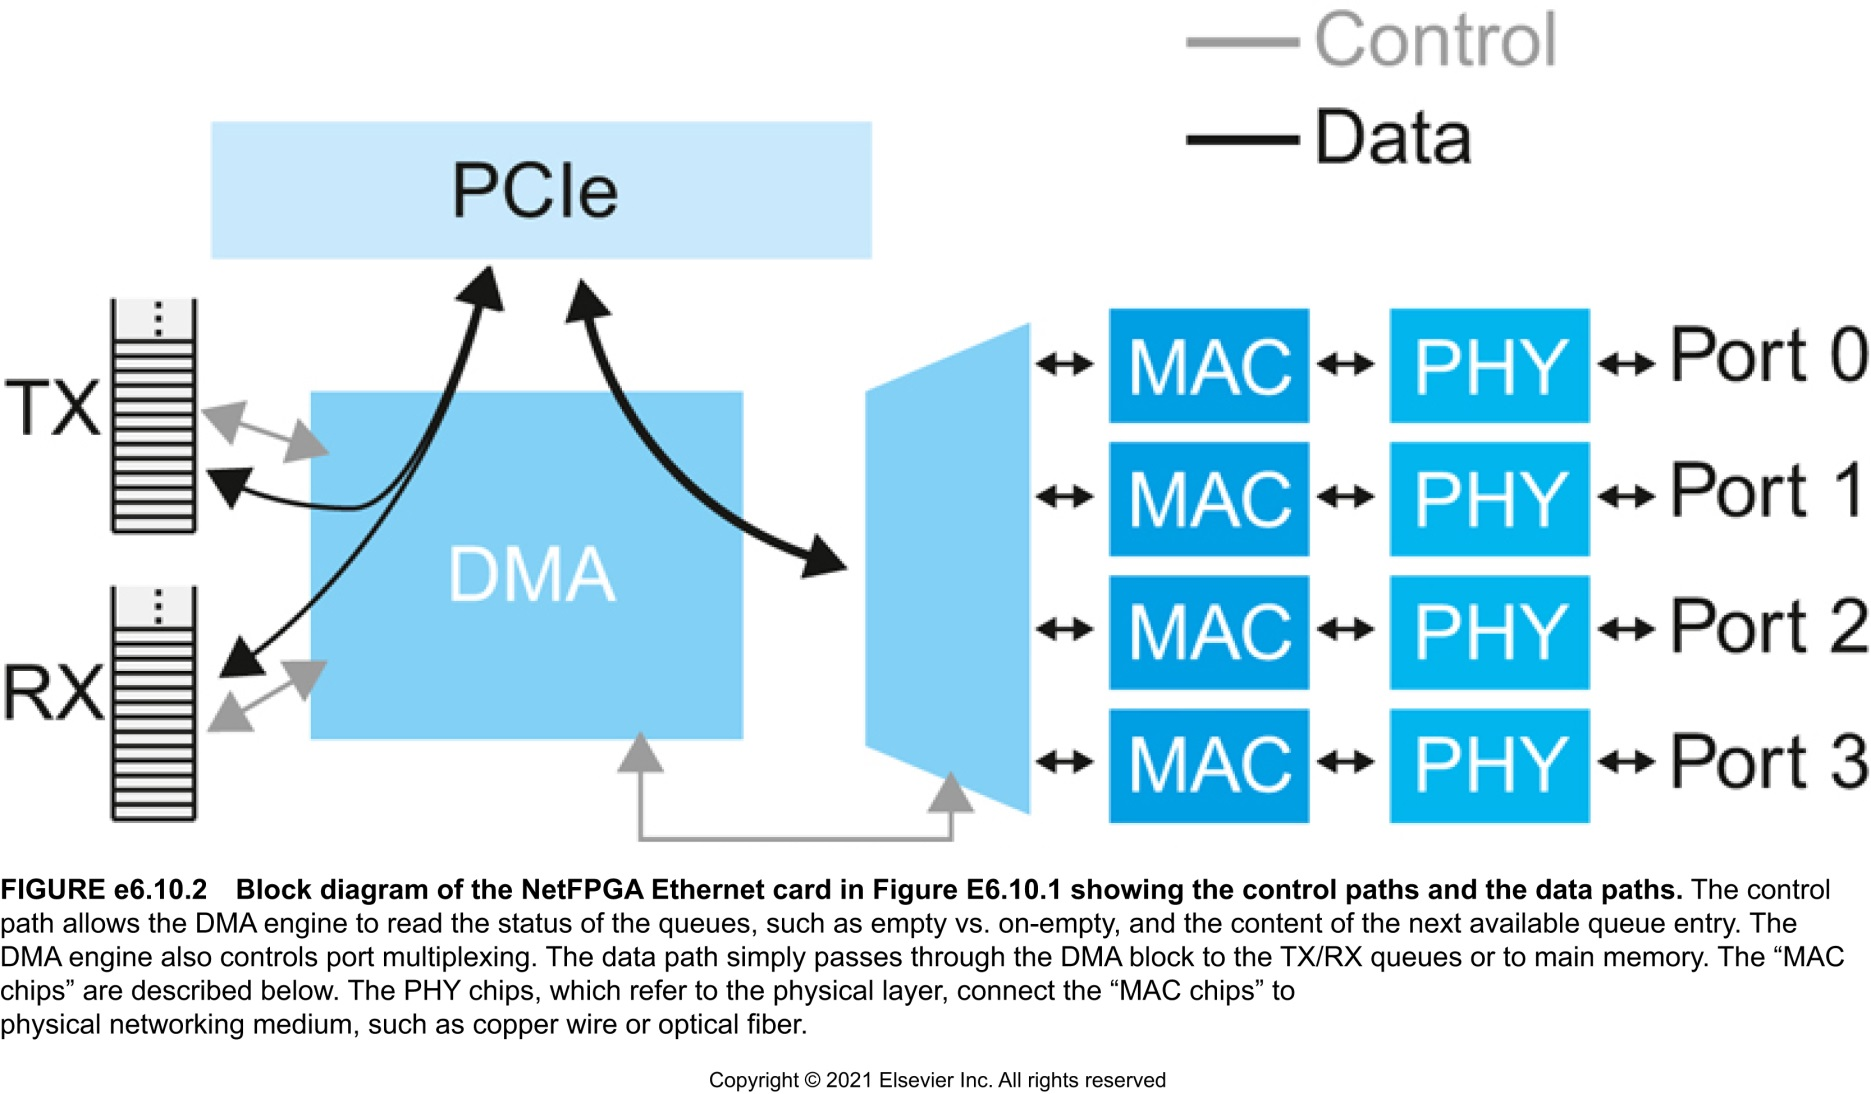 Control
Data
PCIe
TX
RX
DMA
MAC PHY Port 0
MAC PHY Port 1
MAC PHY Port 2
MAC PHY Port 3
FIGURE e6.10.2 Block diagram of the NetFPGA Ethernet card in Figure E6.10.1 showing the control paths and the data paths. The control
path allows the DMA engine to read the status of the queues, such as empty vs. on-empty, and the content of the next available queue entry. The
DMA engine also controls port multiplexing. The data path simply passes through the DMA block to the TX/RX queues or to main memory. The “MAC
chips” are described below. The PHY chips, which refer to the physical layer, connect the “MAC chips” to
physical networking medium, such as copper wire or optical fiber.
Copyright © 2021 Elsevier Inc. All rights reserved